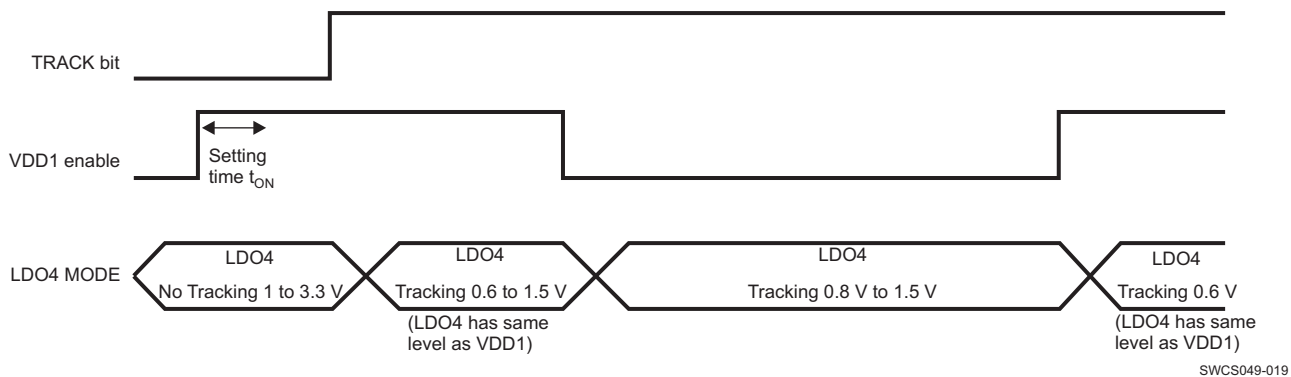 TRACK bit
VDD1 enable
Setting
time tON
LDO4 MODE
LDO4
No Tracking 1 to 3.3 V
LDO4
Tracking 0.6 to 1.5 V
(LDO4 has same
level as VDD1)
LDO4
Tracking 0.8 V to 1.5 V
LDO4
Tracking 0.6 V
(LDO4 has same
level as VDD1)
SWCS049-019